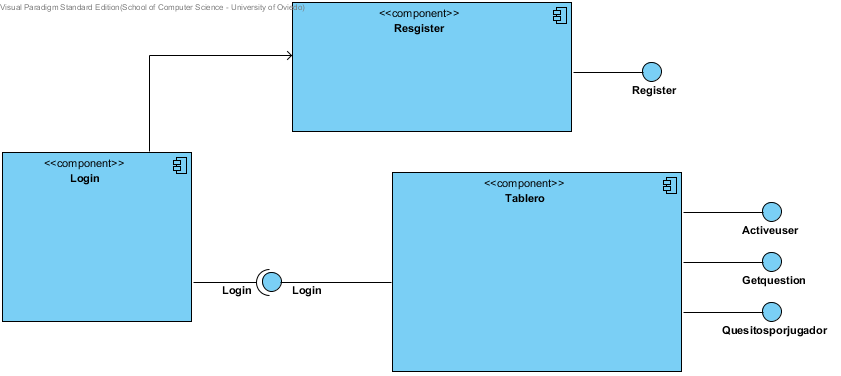 Visual Paradigm Standard Edition(School of Computer Science - University of Oviedo)
<<component>>
Resgister
Register
<<component>>
Login
<<component>>
Tablero
Activeuser
Getquestion
Login
Login
Quesitosporjugador